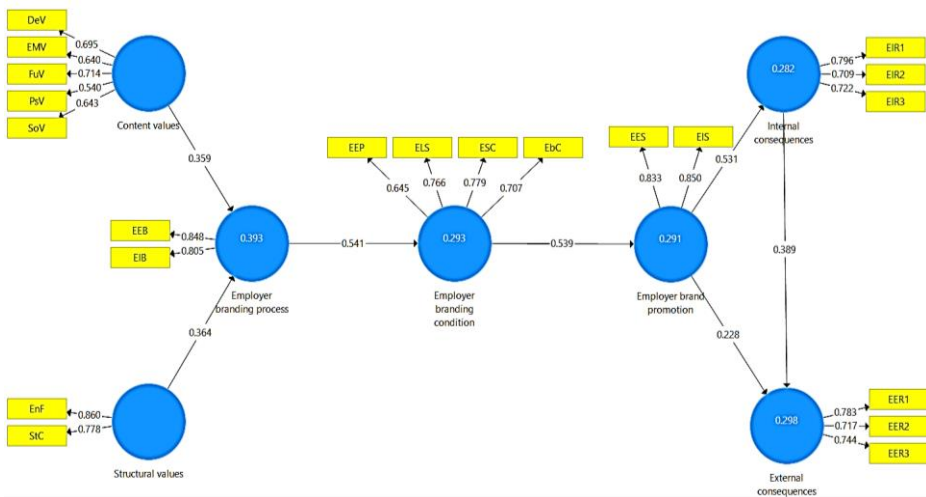 DeV
EMV
FuV
PsV
SoV
0.695
0.640
0.714
0.540
0.643
Content values
0.359
EEB
EIB
0.848
0.805
0.393
Employer
branding process
0.364
EnF
StC
0.860
0.778
Structural values
0.541
EEP
ELS
ESC
EbC
0.645
0.766
0.779
0.707
0.293
Employer
branding
condition
0.539
EES
EIS
0.833
0.850
0.291
Employer brand
promotion
0.531
0.228
0.282
Internal
consequences
0.796
0.709
0.722
EIR1
EIR2
EIR3
0.389
0.298
External
consequences
0.783
0.717
0.744
EER1
EER2
EER3